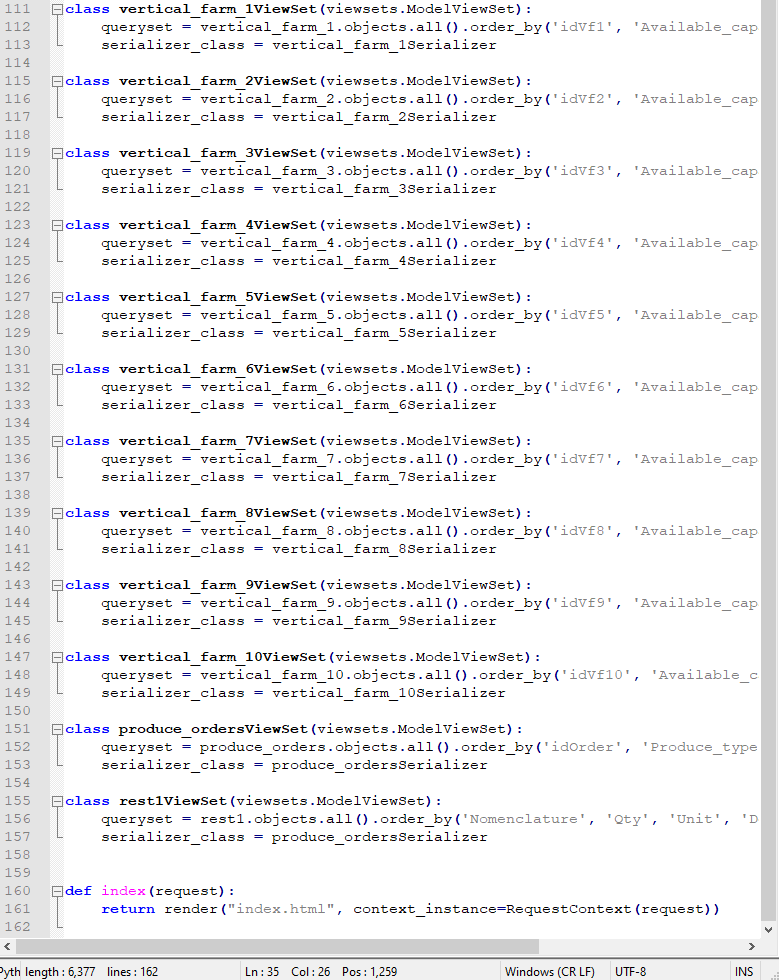 111 class vertical_farm_1ViewSet(viewsets.ModelViewSet):
112 queryset = vertical_farm_1.objects.all().order_by('idVf1', 'Available_cap
113 serializer_class = vertical_farm_1Serializer
114
115 class vertical_farm_2ViewSet(viewsets.ModelViewSet):
116 queryset = vertical_farm_2.objects.all().order_by('idVf2', 'Available_cap
117 serializer_class = vertical_farm_2Serializer
118
119 class vertical_farm_3ViewSet(viewsets.ModelViewSet):
120 queryset = vertical_farm_3.objects.all().order_by('idVf3', 'Available_cap
121 serializer_class = vertical_farm_3Serializer
122
123 class vertical_farm_4ViewSet(viewsets.ModelViewSet):
124 queryset = vertical_farm_4.objects.all().order_by('idVf4', 'Available_cap
125 serializer_class = vertical_farm_4Serializer
126
127 class vertical_farm_5ViewSet(viewsets.ModelViewSet):
128 queryset = vertical_farm_5.objects.all().order_by('idVf5', 'Available_cap
129 serializer_class = vertical_farm_5Serializer
130
131 class vertical_farm_6ViewSet(viewsets.ModelViewSet):
132 queryset = vertical_farm_6.objects.all().order_by('idVf6', 'Available_cap
133 serializer_class = vertical_farm_6Serializer
134
135 class vertical_farm_7ViewSet(viewsets.ModelViewSet):
136 queryset = vertical_farm_7.objects.all().order_by('idVf7', 'Available_cap
137 serializer_class = vertical_farm_7Serializer
138
139 class vertical_farm_8ViewSet(viewsets.ModelViewSet):
140 queryset = vertical_farm_8.objects.all().order_by('idVf8', 'Available_cap
141 serializer_class = vertical_farm_8Serializer
142
143 class vertical_farm_9ViewSet(viewsets.ModelViewSet):
144 queryset = vertical_farm_9.objects.all().order_by('idVf9', 'Available_cap
145 serializer_class = vertical_farm_9Serializer
146
147 class vertical_farm_10ViewSet(viewsets.ModelViewSet):
148 queryset = vertical_farm_10.objects.all().order_by('idVf10', 'Available_c
149 serializer_class = vertical_farm_10Serializer
150
151 class produce_ordersViewSet(viewsets.ModelViewSet):
152 queryset = produce_orders.objects.all().order_by('idOrder', 'Produce_type
153 serializer_class = produce_ordersSerializer
154
155 class rest1ViewSet(viewsets.ModelViewSet):
156 queryset = rest1.objects.all().order_by('Nomenclature', 'Qty', 'Unit', 'D
157 serializer_class = produce_ordersSerializer
158
159
160 def index(request):
161 return render("index.html", context_instance=RequestContext(request))
162
Pyth length : 6,377 lines : 162 Ln : 35 Col : 26 Pos : 1,259 Windows (CR LF) UTF-8 INS